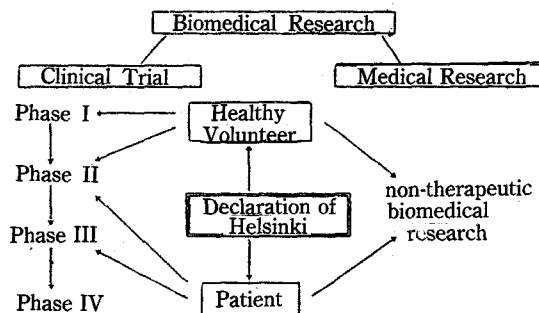 Biomedical Research
Clinical Trial
Medical Research
Phase I
Healthy
Volunteer
Phase II
non-therapeutic
biomedical
research
Declaration of
Helsinki
Phase III
Phase IV
Patient